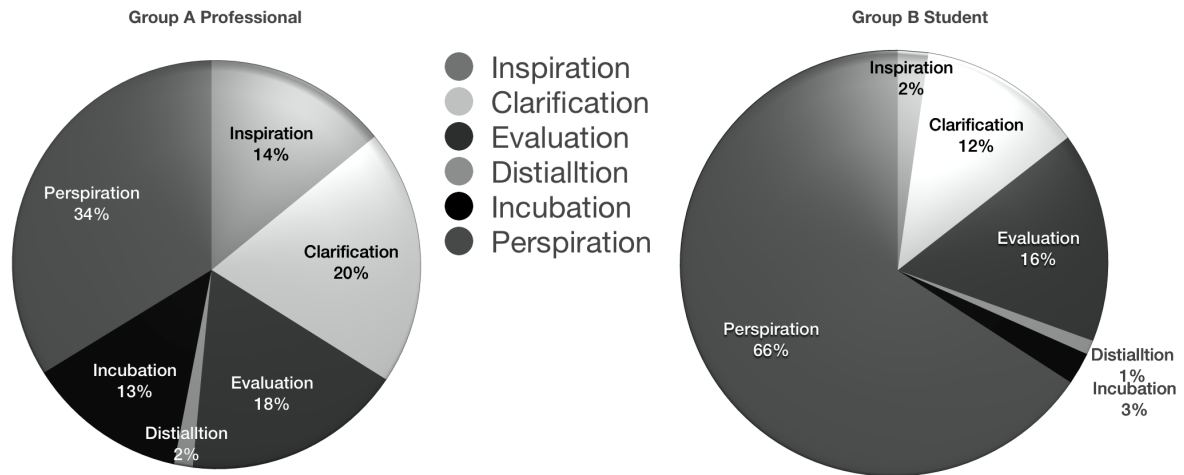 Group A Professional
Inspiration
14%
Clarification
20%
Evaluation
18%
Distialltion
2%
Incubation
13%
Perspiration
34%
Inspiration
Clarification
Evaluation
Distialltion
Incubation
Perspiration
Group B Student
Inspiration
2%
Clarification
12%
Evaluation
16%
Distialltion
1%
Incubation
3%
Perspiration
66%